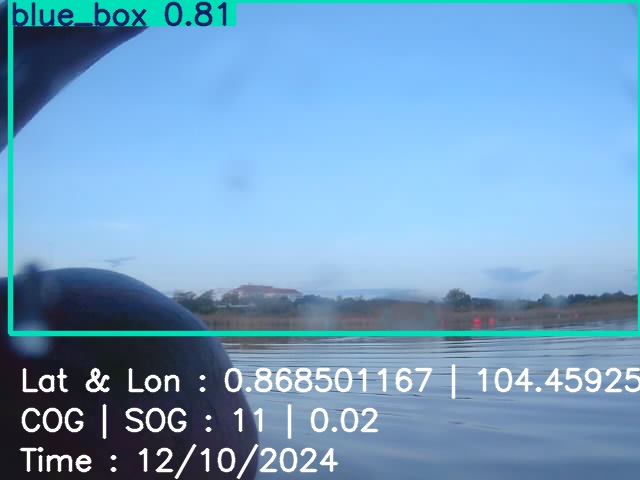 blue_box 0.81
Lat & Lon : 0.868501167 | 104.45925
COG | SOG : 11 | 0.02
Time : 12/10/2024